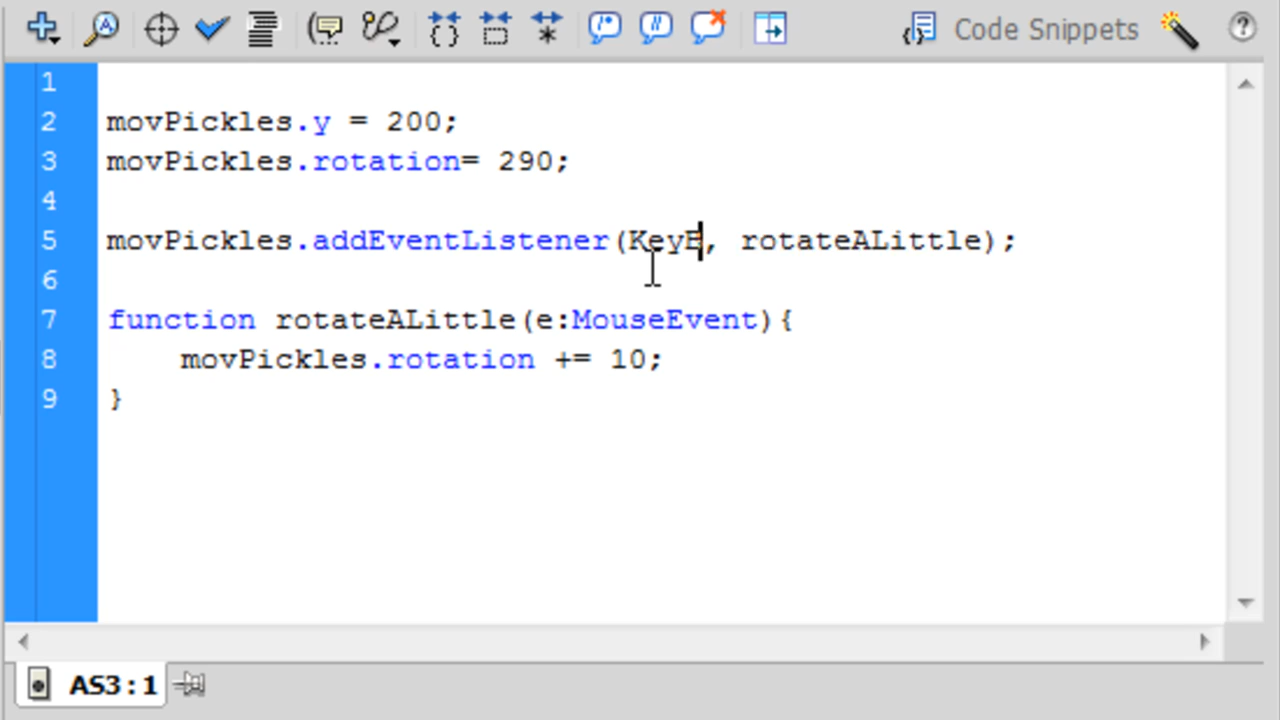 Code Snippets
1
2 movPickles.y = 200;
3 movPickles.rotation= 290;
4
5 movPickles.addEventListener(KeyE, rotateALittle);
6
7 function rotateALittle(e:MouseEvent){
8 movPickles.rotation += 10;
9 }
AS3:1